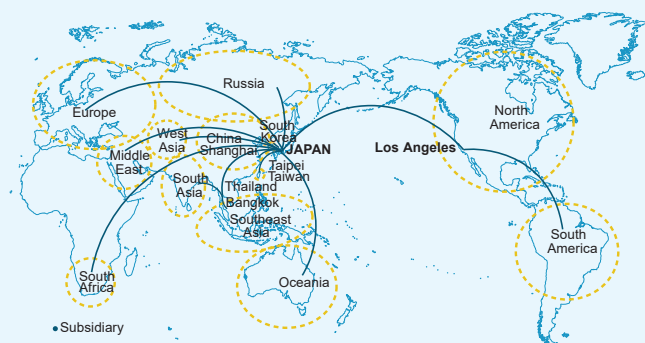 Russia
Europe
North
America
South
Korea
West
Asia
China
Shanghai
JAPAN
Los Angeles
Middle
East
Taipei
Taiwan
South
Asia
Thailand
Bangkok
Southeast
Asia
South
America
South
Africa
Oceania
Subsidiary